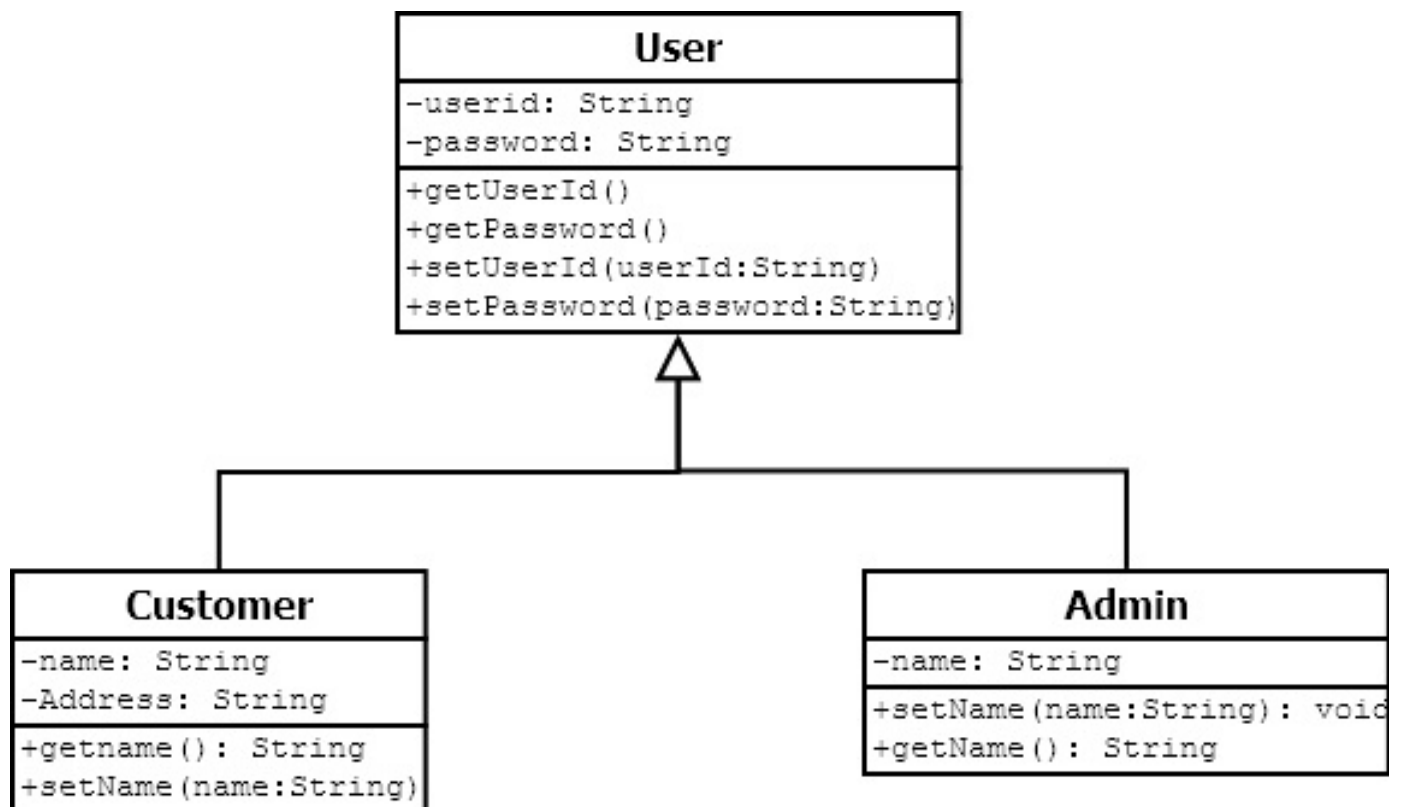 User
-userid: String
-password: String
+getUserId()
+getPassword()
+setUserId(userId:String)
+setPassword(password:String)
Customer
-name: String
-Address: String
+getname(): String
+setName(name:String)
Admin
-name: String
+setName(name:String): void
+getName(): String